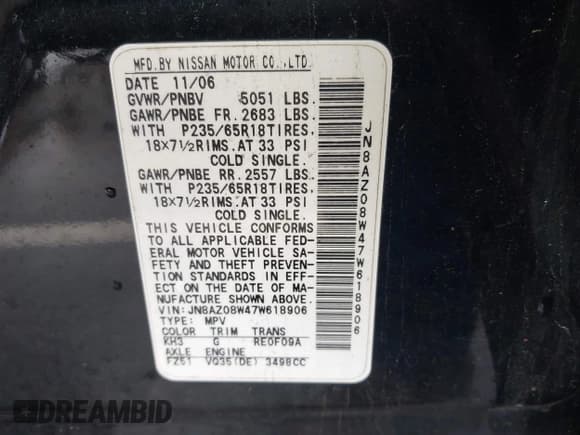 MFD. BY NISSAN MOTOR CO.,LTD.
DATE 11/06
GVWR/PNBV 5051 LBS.
GAWR/PNBE FR. 2683 LBS.
WITH P235/65R18TIRES,
18×7½RIMS. AT 33 PSI
COLD SINGLE.
GAWR/PNBE RR. 2557 LBS.
WITH P235/65R18TIRES,
18×7½RIMS. AT 33 PSI
COLD SINGLE.
THIS VEHICLE CONFORMS
TO ALL APPLICABLE FED-
ERAL MOTOR VEHICLE SA-
FETY AND THEFT PREVEN-
TION STANDARDS IN EFF-
ECT ON THE DATE OF MA-
NUFACTURE SHOWN ABOVE.
VIN: JN8AZ08W47W618906
TYPE: MPV
COLOR TRIM TRANS
KH3 G RE0F09A
AXLE ENGINE
FZ51 VQ35(DE) 3498CC
JN8AZ08W47W618906
DREAMBID